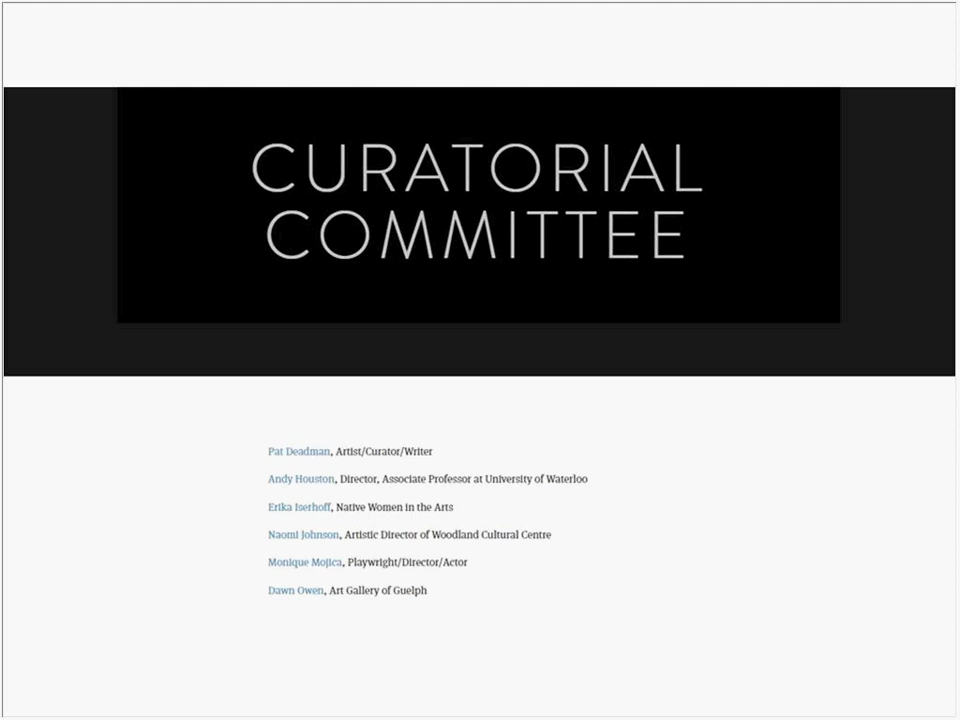 CURATORIAL
COMMITTEE
Pat Deadman, Artist/Curator/Writer
Andy Houston, Director, Associate Professor at University of Waterloo
Erika Iserhoff, Native Women in the Arts
Naomi Johnson, Artistic Director of Woodland Cultural Centre
Monique Mojica, Playwright/Director/Actor
Dawn Owen, Art Gallery of Guelph